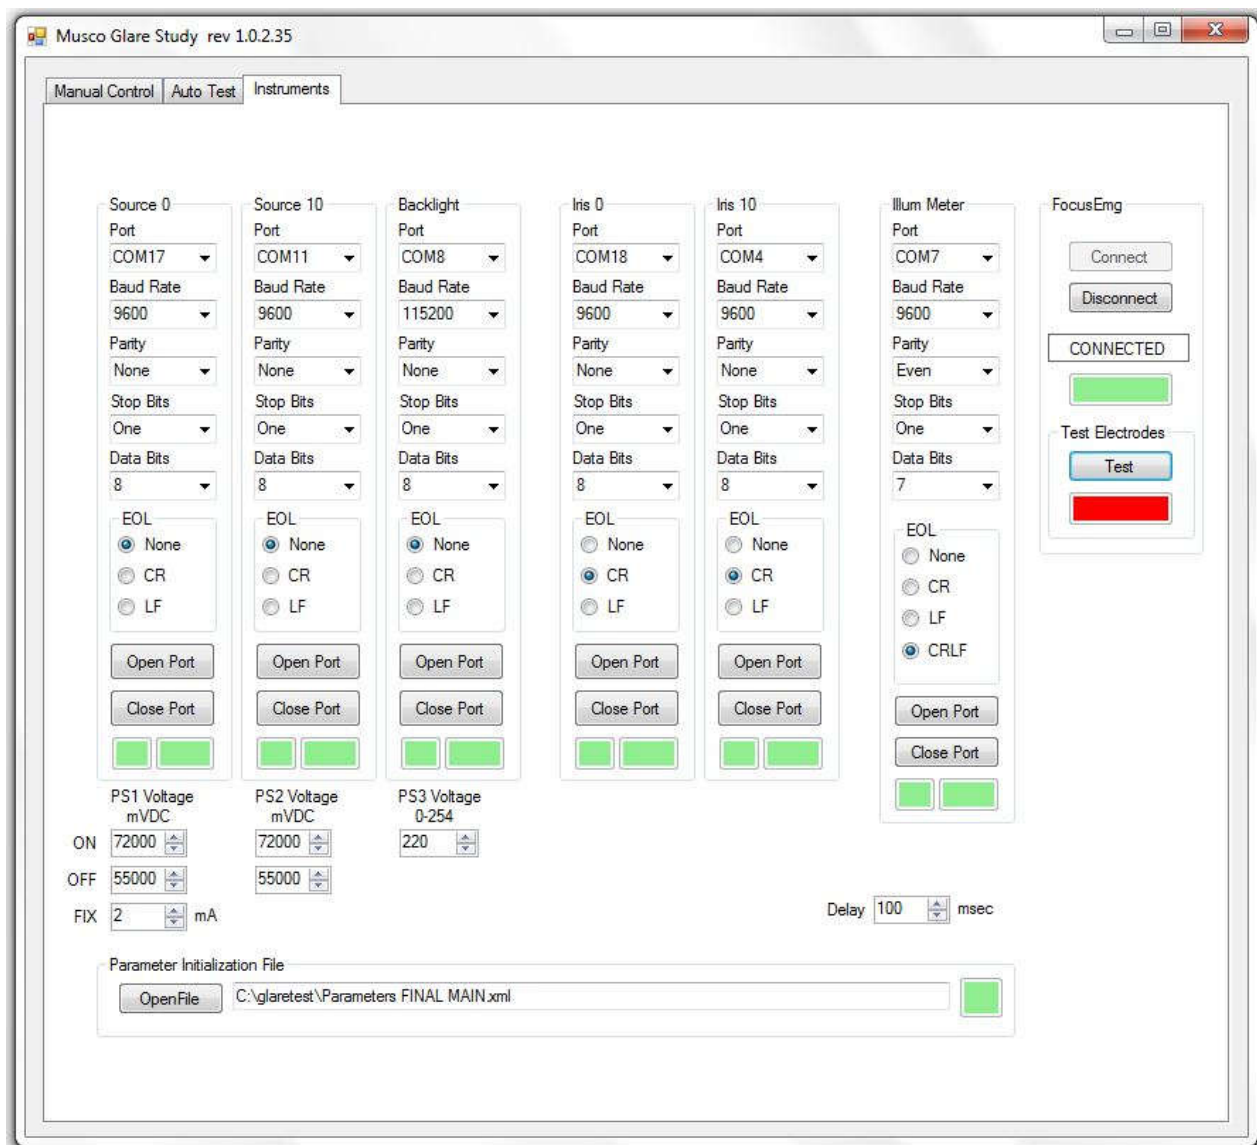 Musco Glare Study rev 1.0.2.35
Manual Control Auto Test Instruments
Source 0
Port
COM17
Baud Rate
9600
Parity
None
Stop Bits
One
Data Bits
8
EOL
None
CR
LF
Open Port
Close Port
PS1 Voltage
mVDC
ON 72000
OFF 55000
FIX 2 mA
Source 10
Port
COM11
Baud Rate
9600
Parity
None
Stop Bits
One
Data Bits
8
EOL
None
CR
LF
Open Port
Close Port
PS2 Voltage
mVDC
72000
55000
Backlight
Port
COM8
Baud Rate
115200
Parity
None
Stop Bits
One
Data Bits
8
EOL
None
CR
LF
Open Port
Close Port
PS3 Voltage
0-254
220
Iris 0
Port
COM18
Baud Rate
9600
Parity
None
Stop Bits
One
Data Bits
8
EOL
None
CR
LF
Open Port
Close Port
Iris 10
Port
COM4
Baud Rate
9600
Parity
None
Stop Bits
One
Data Bits
8
EOL
None
CR
LF
Open Port
Close Port
Illum Meter
Port
COM7
Baud Rate
9600
Parity
Even
Stop Bits
One
Data Bits
7
EOL
None
CR
LF
CRLF
Open Port
Close Port
Delay 100 msec
FocusEmg
Connect
Disconnect
CONNECTED
Test Electrodes
Test
Parameter Initialization File
OpenFile C:\glaretest\Parameters FINAL MAIN.xml